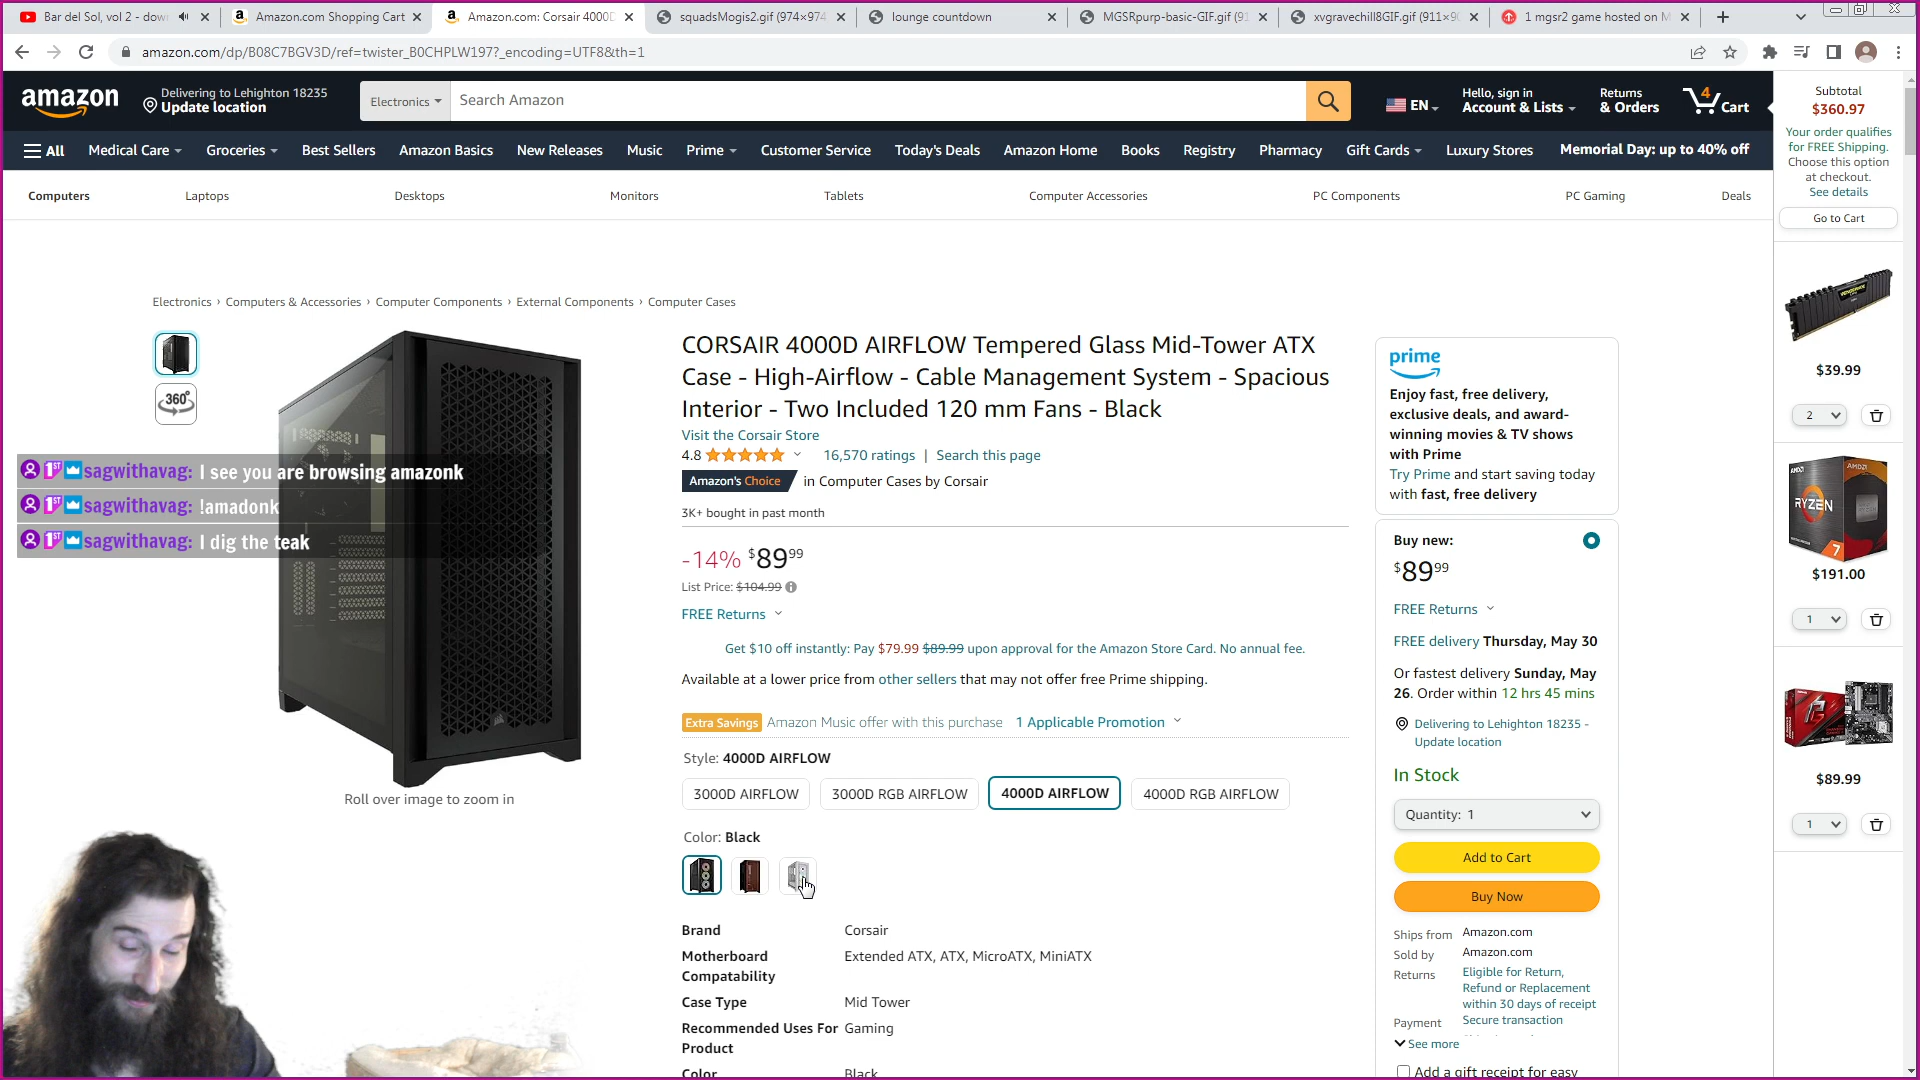 Bar del Sol, vol 2 - dow
Amazon.com Shopping Cart
Amazon.com: Corsair 4000D
squadsMogis2.gif (974×974
lounge countdown
MGSRpurp-basic-GIF.gif (91
xvgravechill8GIF.gif (911×90
1 mgsr2 game hosted on M
amazon.com/dp/B08C7BGV3D/ref=twister_B0CHPLW197?_encoding=UTF8&th=1
amazon
Delivering to Lehighton 18235
Update location
Electronics
Search Amazon
EN
Hello, sign in
Account & Lists
Returns
& Orders
4
Cart
All
Medical Care
Groceries
Best Sellers
Amazon Basics
New Releases
Music
Prime
Customer Service
Today's Deals
Amazon Home
Books
Registry
Pharmacy
Gift Cards
Luxury Stores
Memorial Day: up to 40% off
Computers
Laptops
Desktops
Monitors
Tablets
Computer Accessories
PC Components
PC Gaming
Deals
Electronics › Computers & Accessories › Computer Components › External Components › Computer Cases
360°
Roll over image to zoom in
sagwithavag: I see you are browsing amazonk
sagwithavag: !amadonk
sagwithavag: I dig the teak
CORSAIR 4000D AIRFLOW Tempered Glass Mid-Tower ATX
Case - High-Airflow - Cable Management System - Spacious
Interior - Two Included 120 mm Fans - Black
Visit the Corsair Store
4.8
16,570 ratings | Search this page
Amazon's Choice in Computer Cases by Corsair
3K+ bought in past month
-14% $89 99
List Price: $104.99
FREE Returns
Get $10 off instantly: Pay $79.99 $89.99 upon approval for the Amazon Store Card. No annual fee.
Available at a lower price from other sellers that may not offer free Prime shipping.
Extra Savings Amazon Music offer with this purchase 1 Applicable Promotion
Style: 4000D AIRFLOW
3000D AIRFLOW
3000D RGB AIRFLOW
4000D AIRFLOW
4000D RGB AIRFLOW
Color: Black
Brand Corsair
Motherboard Compatability Extended ATX, ATX, MicroATX, MiniATX
Case Type Mid Tower
Recommended Uses For Product Gaming
Color Black
prime
Enjoy fast, free delivery,
exclusive deals, and award-
winning movies & TV shows
with Prime
Try Prime and start saving today
with fast, free delivery
Buy new:
$89 99
FREE Returns
FREE delivery Thursday, May 30
Or fastest delivery Sunday, May
26. Order within 12 hrs 45 mins
Delivering to Lehighton 18235 -
Update location
In Stock
Quantity: 1
Add to Cart
Buy Now
Ships from Amazon.com
Sold by Amazon.com
Returns Eligible for Return,
Refund or Replacement
within 30 days of receipt
Payment Secure transaction
See more
Add a gift receipt for easy
Subtotal
$360.97
Your order qualifies
for FREE Shipping.
Choose this option
at checkout.
See details
Go to Cart
$39.99
2
AMDA
RYZEN
7
$191.00
1
$89.99
1